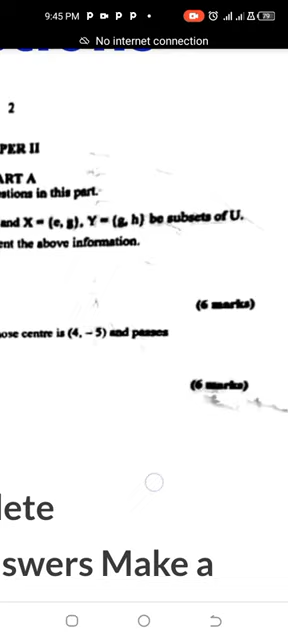 9:45 PM P P P
No internet connection
2
PER II
ART A
stions in this part.
and X = {e, g}, Y = {g, h} be subsets of U.
ent the above information.
(6 marks)
ose centre is (4, – 5) and passes
(6 marks)
lete
swers Make a